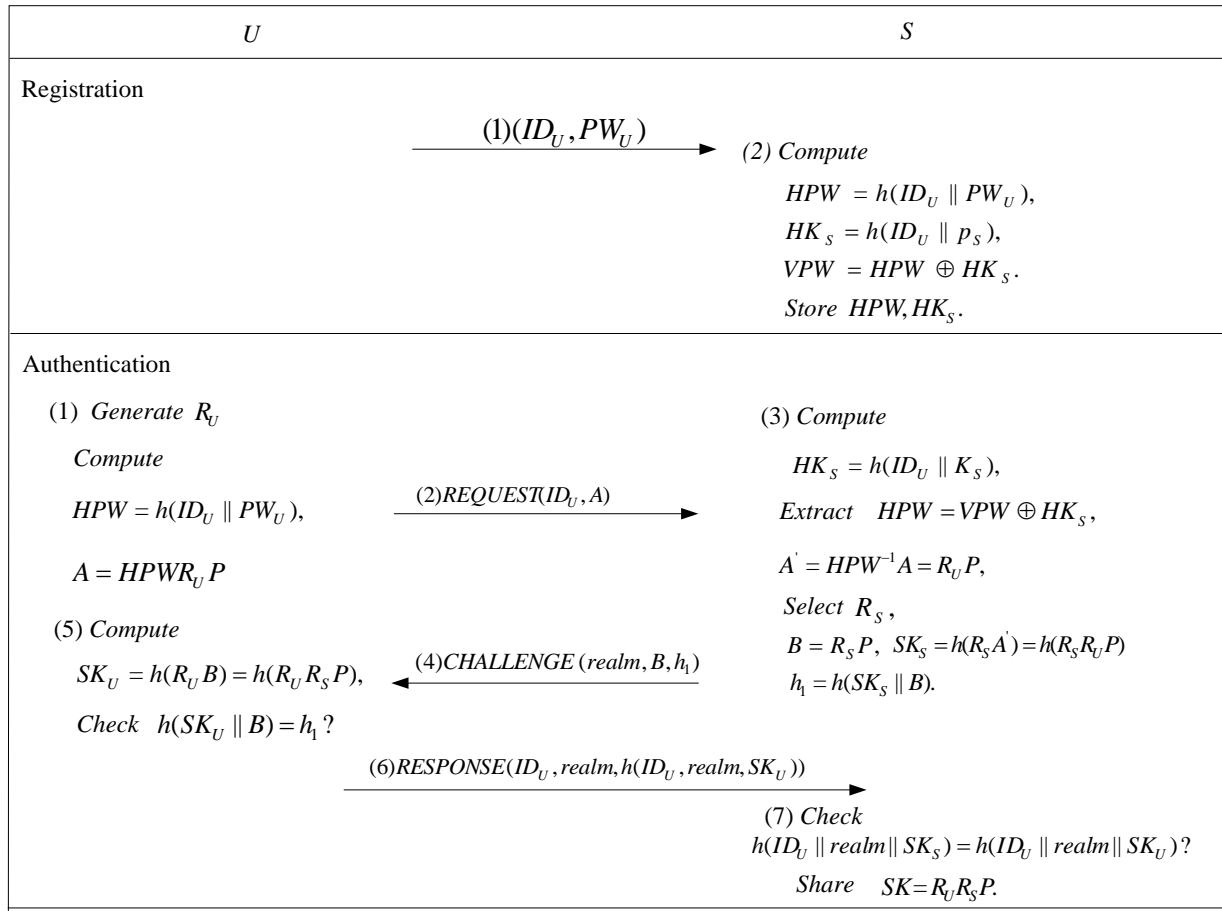 U S
Registration
(1)(ID_U, PW_U)
(2) Compute
HPW = h(ID_U || PW_U),
HK_S = h(ID_U || p_S),
VPW = HPW ⊕ HK_S.
Store HPW, HK_S.
Authentication
(1) Generate R_U
Compute
HPW = h(ID_U || PW_U),
A = HPWR_U P
(2)REQUEST(ID_U, A)
(3) Compute
HK_S = h(ID_U || K_S),
Extract HPW = VPW ⊕ HK_S,
A' = HPW^{-1}A = R_U P,
Select R_S,
B = R_S P, SK_S = h(R_S A') = h(R_S R_U P)
h_1 = h(SK_S || B).
(4)CHALLENGE(realm, B, h_1)
(5) Compute
SK_U = h(R_U B) = h(R_U R_S P),
Check h(SK_U || B) = h_1?
(6)RESPONSE(ID_U, realm, h(ID_U, realm, SK_U))
(7) Check
h(ID_U || realm || SK_S) = h(ID_U || realm || SK_U)?
Share SK=R_U R_S P.